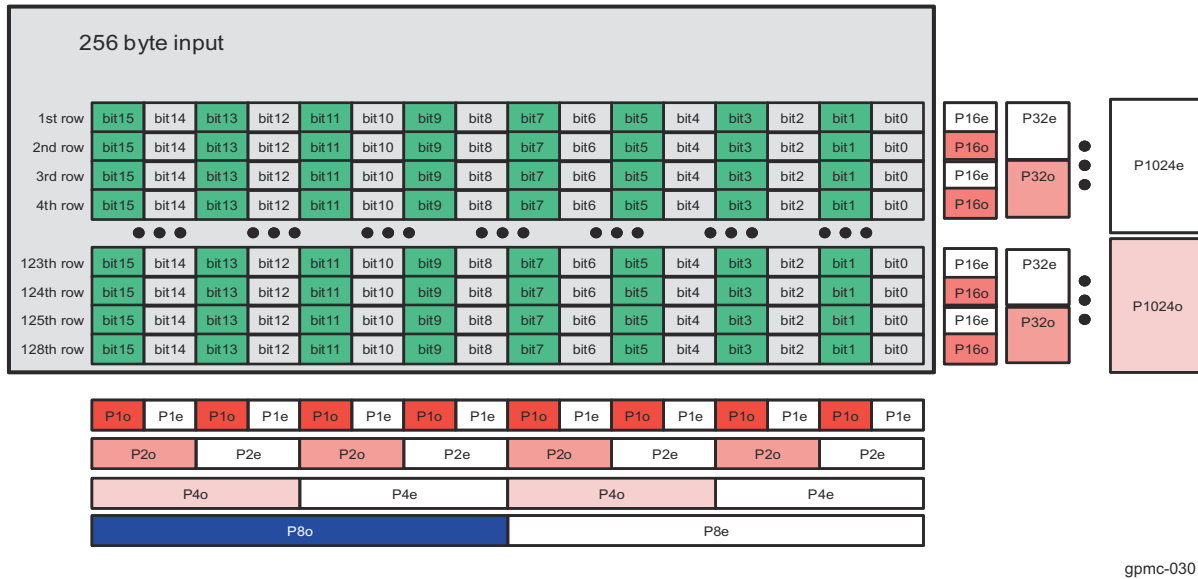 256 byte input
1st row bit15 bit14 bit13 bit12 bit11 bit10 bit9 bit8 bit7 bit6 bit5 bit4 bit3 bit2 bit1 bit0 P16e P32e
2nd row bit15 bit14 bit13 bit12 bit11 bit10 bit9 bit8 bit7 bit6 bit5 bit4 bit3 bit2 bit1 bit0 P16o
P1024e
3rd row bit15 bit14 bit13 bit12 bit11 bit10 bit9 bit8 bit7 bit6 bit5 bit4 bit3 bit2 bit1 bit0 P16e P32o
4th row bit15 bit14 bit13 bit12 bit11 bit10 bit9 bit8 bit7 bit6 bit5 bit4 bit3 bit2 bit1 bit0 P16o
123th row bit15 bit14 bit13 bit12 bit11 bit10 bit9 bit8 bit7 bit6 bit5 bit4 bit3 bit2 bit1 bit0 P16e P32e
124th row bit15 bit14 bit13 bit12 bit11 bit10 bit9 bit8 bit7 bit6 bit5 bit4 bit3 bit2 bit1 bit0 P16o
P1024o
125th row bit15 bit14 bit13 bit12 bit11 bit10 bit9 bit8 bit7 bit6 bit5 bit4 bit3 bit2 bit1 bit0 P16e P32o
128th row bit15 bit14 bit13 bit12 bit11 bit10 bit9 bit8 bit7 bit6 bit5 bit4 bit3 bit2 bit1 bit0 P16o
P1o P1e P1o P1e P1o P1e P1o P1e P1o P1e P1o P1e P1o P1e P1o P1e
P2o P2e P2o P2e P2o P2e P2o P2e
P4o P4e P4o P4e
P8o P8e
gpmc-030